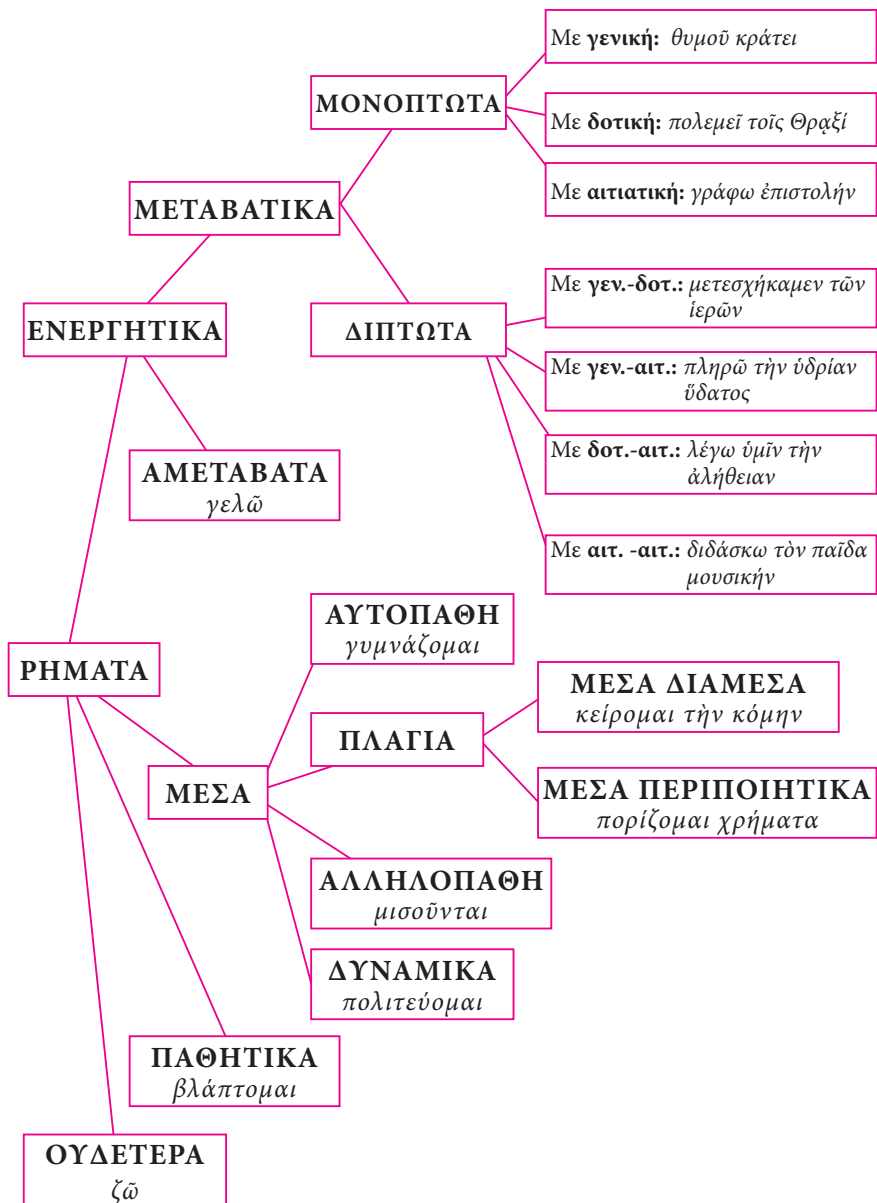 Με γενική: θυμοῦ κράτει
ΜΟΝΟΠΤΩΤΑ
Με δοτική: πολεμεῖ τοῖς Θρᾳξί
Με αιτιατική: γράφω ἐπιστολήν
ΜΕΤΑΒΑΤΙΚΑ
Με γεν.-δοτ.: μετεσχήκαμεν τῶν
ἱερῶν
ΕΝΕΡΓΗΤΙΚΑ
ΔΙΠΤΩΤΑ
Με γεν.-αιτ.: πληρῶ τὴν ὑδρίαν
ὕδατος
Με δοτ.-αιτ.: λέγω ὑμῖν τὴν
ἀλήθειαν
ΑΜΕΤΑΒΑΤΑ
γελῶ
Με αιτ. -αιτ.: διδάσκω τὸν παῖδα
μουσικήν
ΑΥΤΟΠΑΘΗ
γυμνάζομαι
ΡΗΜΑΤΑ
ΜΕΣΑ ΔΙΑΜΕΣΑ
κείρομαι τὴν κόμην
ΠΛΑΓΙΑ
ΜΕΣΑ
ΜΕΣΑ ΠΕΡΙΠΟΙΗΤΙΚΑ
πορίζομαι χρήματα
ΑΛΛΗΛΟΠΑΘΗ
μισοῦνται
ΔΥΝΑΜΙΚΑ
πολιτεύομαι
ΠΑΘΗΤΙΚΑ
βλάπτομαι
ΟΥΔΕΤΕΡΑ
ζῶ